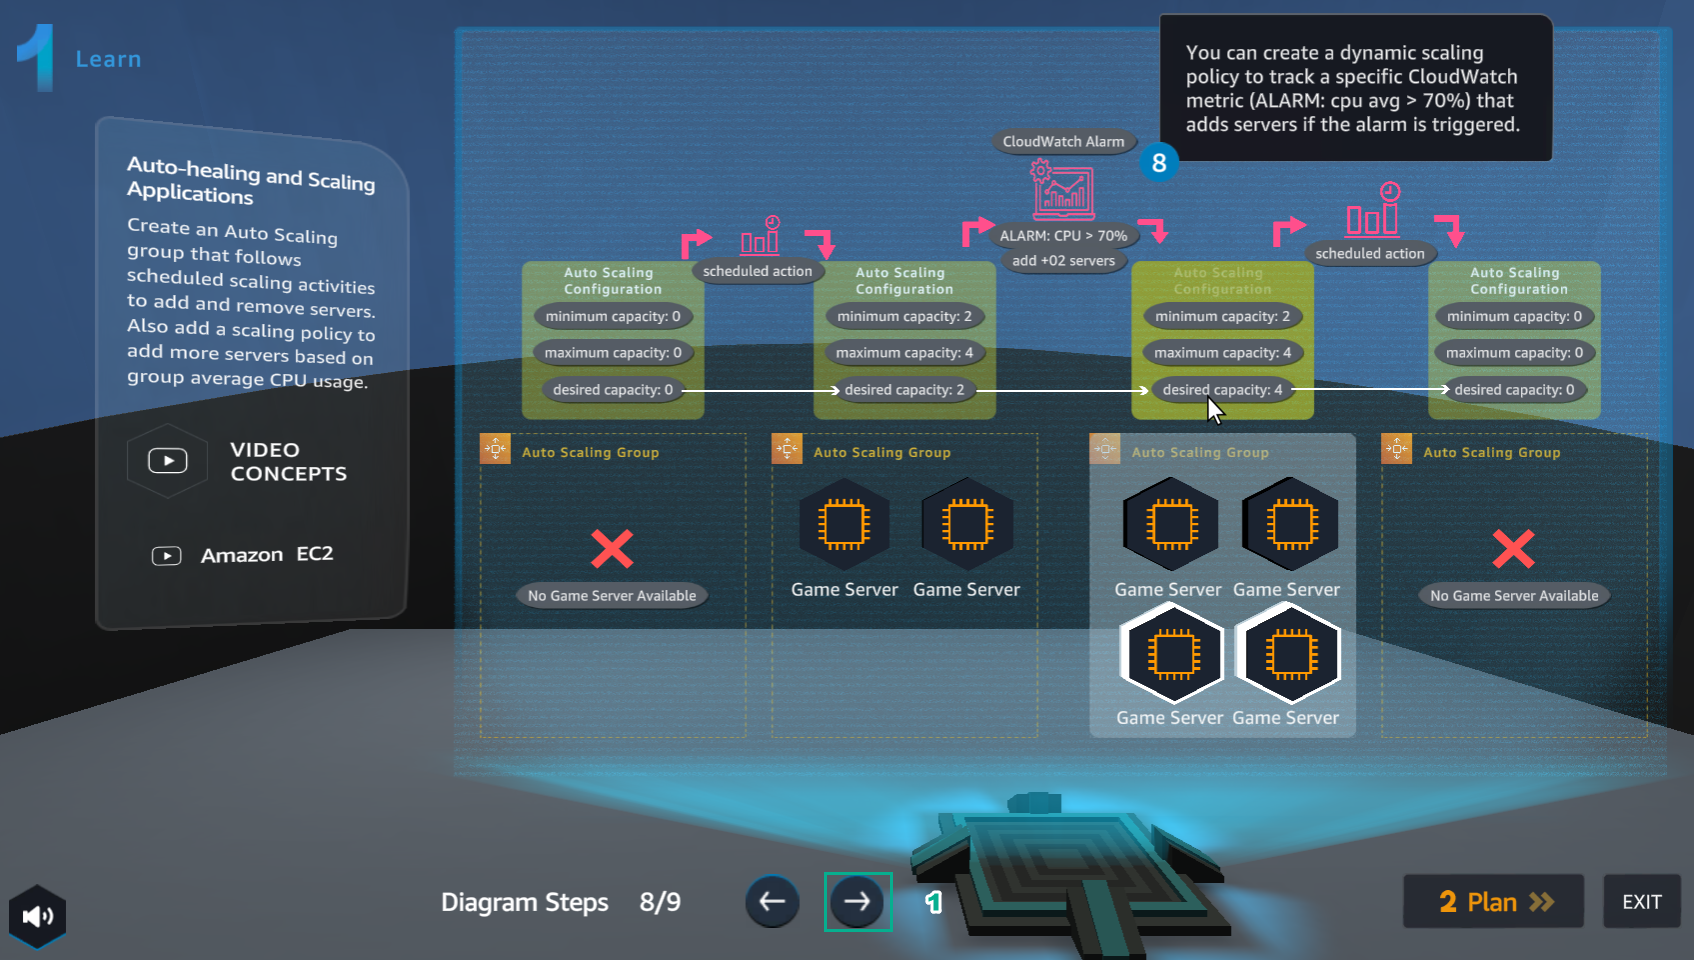 1 Learn
You can create a dynamic scaling
policy to track a specific CloudWatch
metric (ALARM: cpu avg > 70%) that
adds servers if the alarm is triggered.
8
Auto-healing and Scaling
Applications
Create an Auto Scaling
group that follows
scheduled scaling activities
to add and remove servers.
Also add a scaling policy to
add more servers based on
group average CPU usage.
VIDEO
CONCEPTS
Amazon EC2
CloudWatch Alarm
ALARM: CPU > 70%
add +02 servers
scheduled action
scheduled action
Auto Scaling
Configuration
minimum capacity: 0
maximum capacity: 0
desired capacity: 0
Auto Scaling
Configuration
minimum capacity: 2
maximum capacity: 4
desired capacity: 2
Auto Scaling
Configuration
minimum capacity: 2
maximum capacity: 4
desired capacity: 4
Auto Scaling
Configuration
minimum capacity: 0
maximum capacity: 0
desired capacity: 0
Auto Scaling Group
No Game Server Available
Auto Scaling Group
Game Server Game Server
Auto Scaling Group
Game Server Game Server
Game Server Game Server
Auto Scaling Group
No Game Server Available
Diagram Steps 8/9
1
2 Plan
EXIT